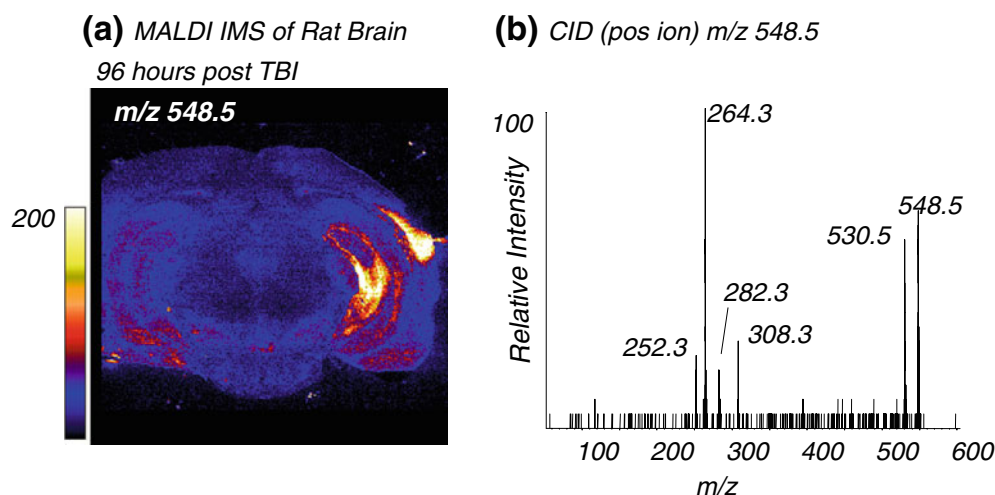 (a) MALDI IMS of Rat Brain
96 hours post TBI
m/z 548.5
200
(b) CID (pos ion) m/z 548.5
100
Relative Intensity
264.3
548.5
530.5
282.3
308.3
252.3
100 200 300 400 500 600
m/z